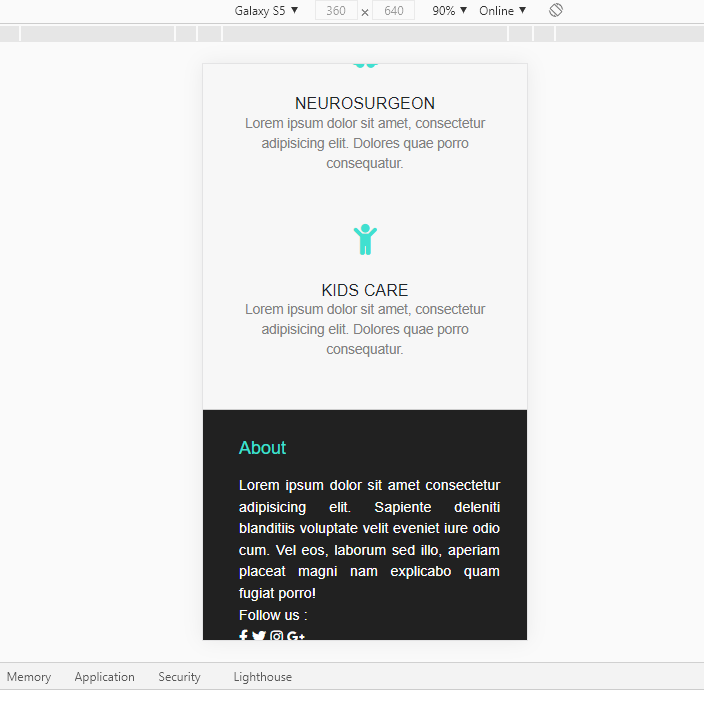 Galaxy S5 ▼ 360 × 640 90% ▼ Online ▼
NEUROSURGEON
Lorem ipsum dolor sit amet, consectetur
adipisicing elit. Dolores quae porro
consequatur.
KIDS CARE
Lorem ipsum dolor sit amet, consectetur
adipisicing elit. Dolores quae porro
consequatur.
About
Lorem ipsum dolor sit amet consectetur
adipisicing elit. Sapiente deleniti
blanditiis voluptate velit eveniet iure odio
cum. Vel eos, laborum sed illo, aperiam
placeat magni nam explicabo quam
fugiat porro!
Follow us :
Memory Application Security Lighthouse